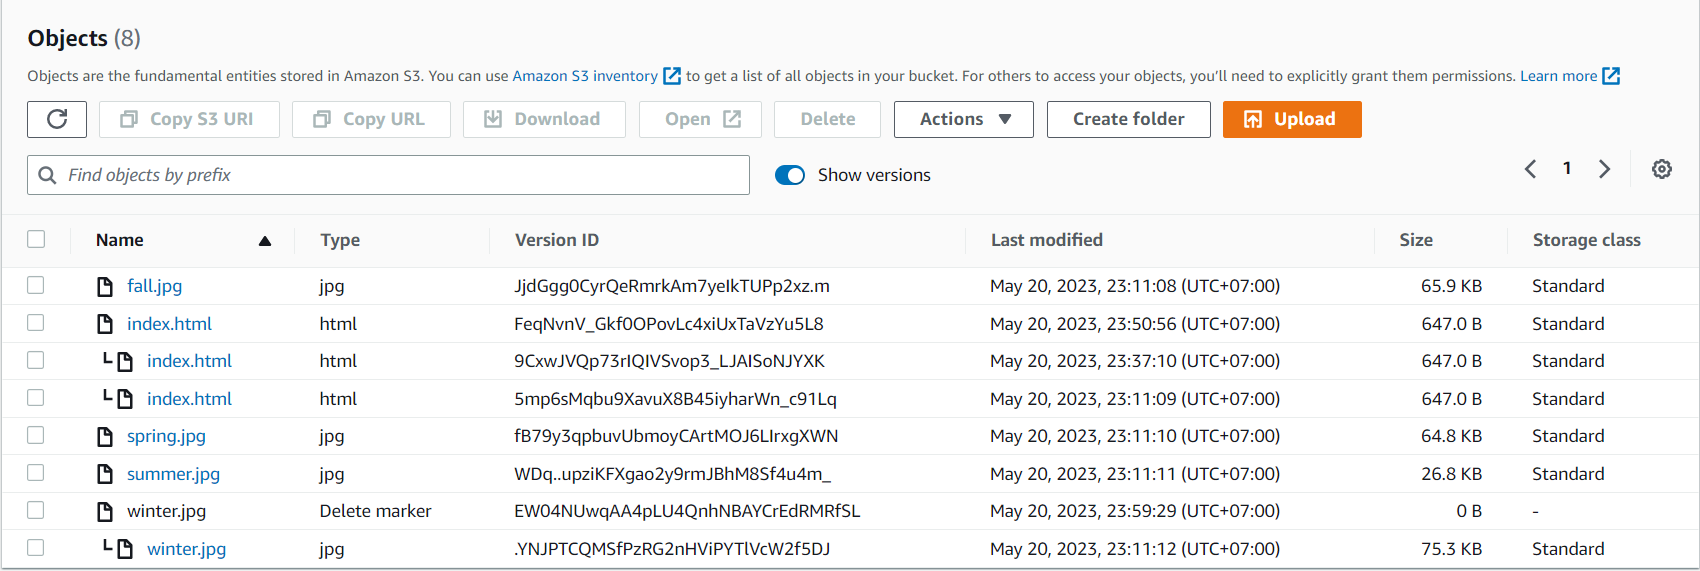 Objects (8)
Objects are the fundamental entities stored in Amazon S3. You can use Amazon S3 inventory to get a list of all objects in your bucket. For others to access your objects, you’ll need to explicitly grant them permissions. Learn more
Copy S3 URI Copy URL Download Open Delete Actions Create folder Upload
Find objects by prefix Show versions 1
Name Type Version ID Last modified Size Storage class
fall.jpg jpg JjdGgg0CyrQeRmrkAm7yeIkTUPp2xz.m May 20, 2023, 23:11:08 (UTC+07:00) 65.9 KB Standard
index.html html FeqNvnV_Gkf0OPovLc4xiUxTaVzYu5L8 May 20, 2023, 23:50:56 (UTC+07:00) 647.0 B Standard
index.html html 9CxwJVQp73rIQIVSvop3_LJAISoNJYXK May 20, 2023, 23:37:10 (UTC+07:00) 647.0 B Standard
index.html html 5mp6sMqbu9XavuX8B45iyharWn_c91Lq May 20, 2023, 23:11:09 (UTC+07:00) 647.0 B Standard
spring.jpg jpg fB79y3qpbuvUbmoyCArtMOJ6LIrxgXWN May 20, 2023, 23:11:10 (UTC+07:00) 64.8 KB Standard
summer.jpg jpg WDq..upziKFXgao2y9rmJBhM8Sf4u4m_ May 20, 2023, 23:11:11 (UTC+07:00) 26.8 KB Standard
winter.jpg Delete marker EW04NUwqAA4pLU4QnhNBAYCrEdRMRfSL May 20, 2023, 23:59:29 (UTC+07:00) 0 B -
winter.jpg jpg .YNJPTCQMSfPzRG2nHViPYTlVcW2f5DJ May 20, 2023, 23:11:12 (UTC+07:00) 75.3 KB Standard